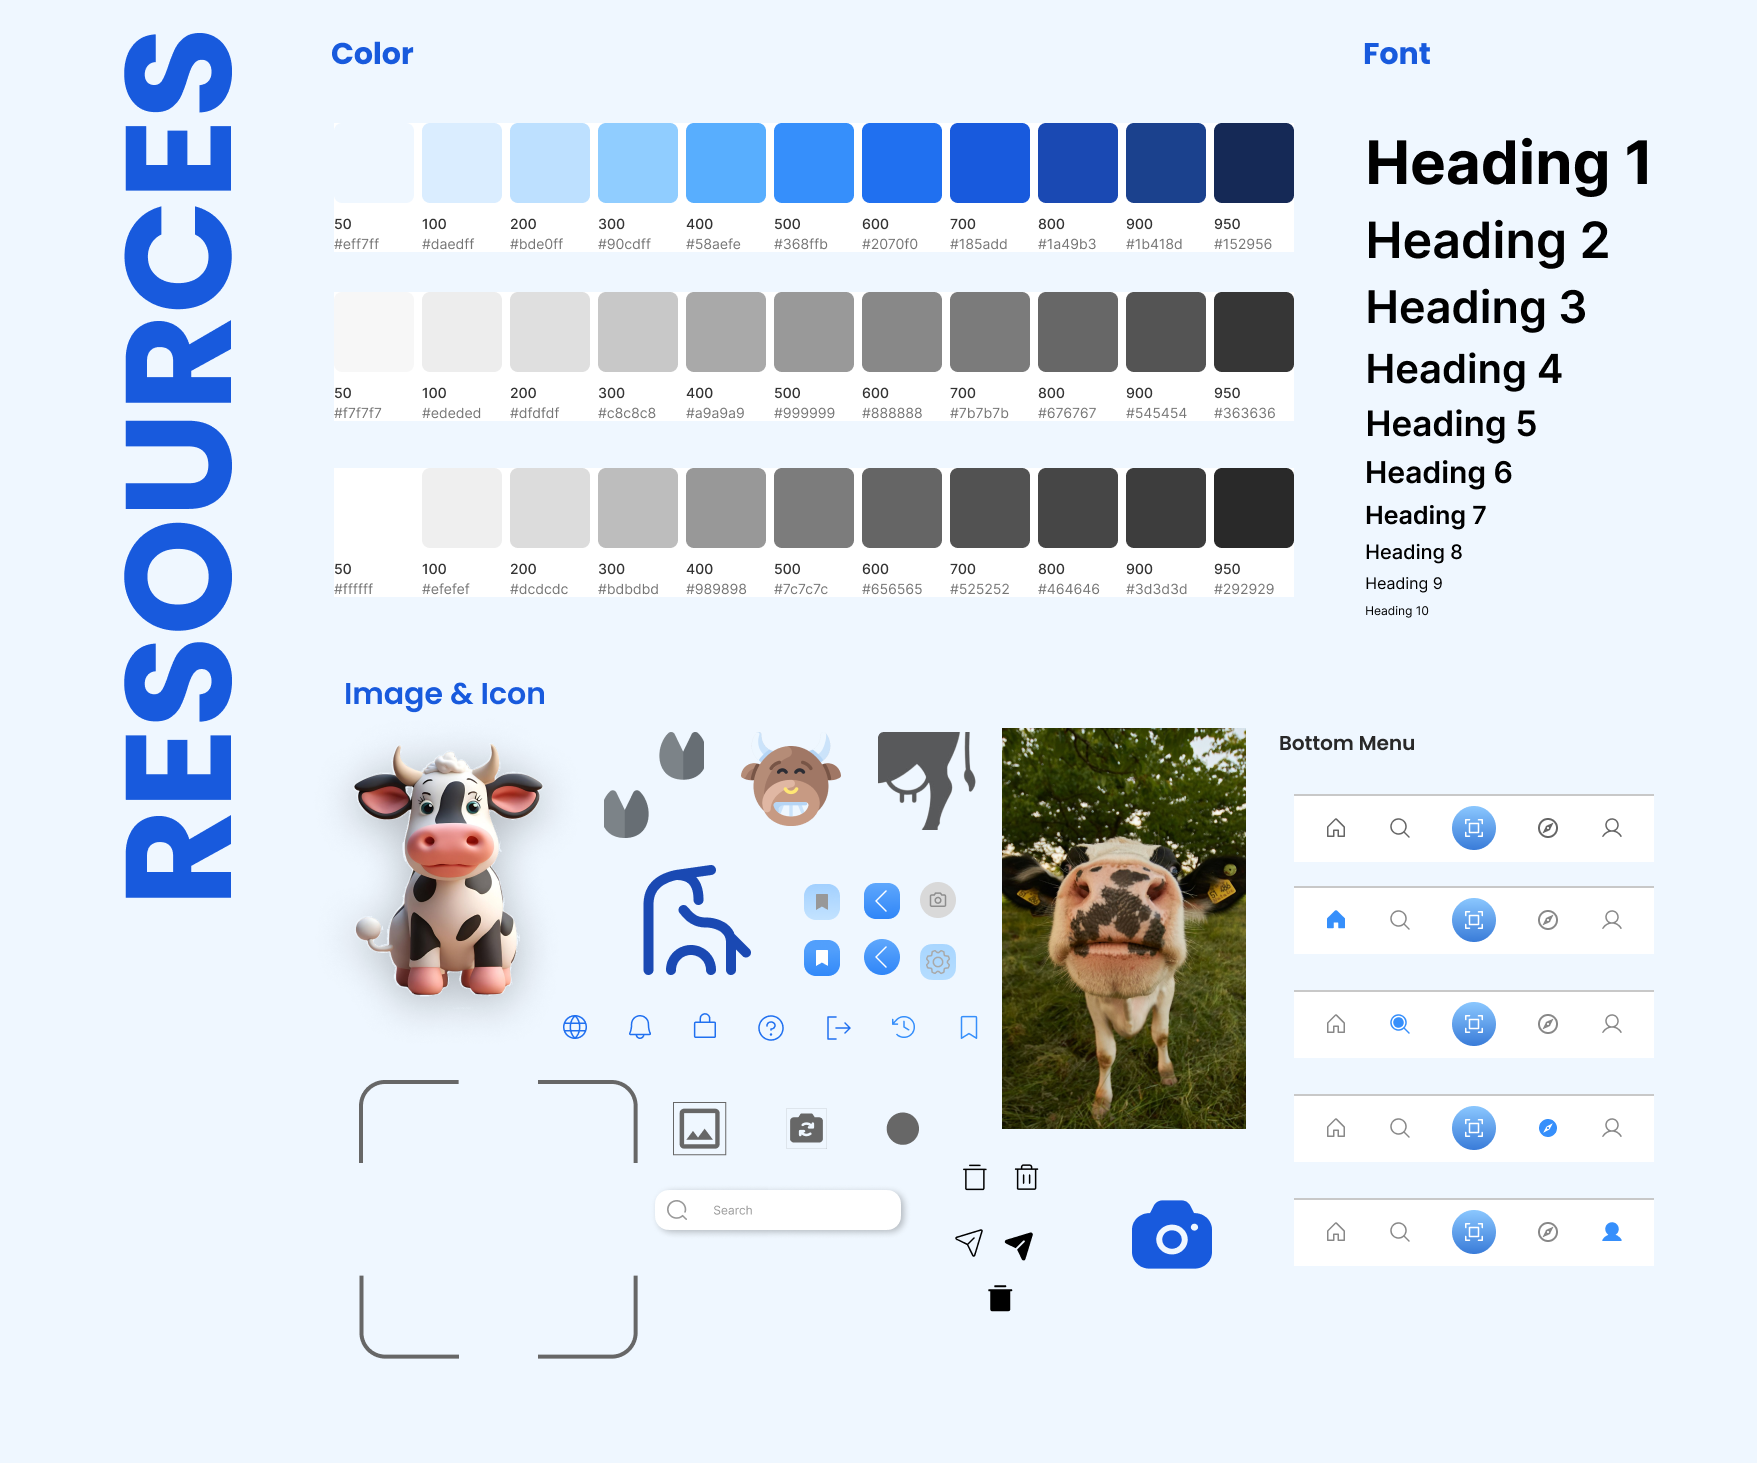 RESOURCES
Color
50 100 200 300 400 500 600 700 800 900 950
#eff7ff #daedff #bde0ff #90cdff #58aefe #368ffb #2070f0 #185add #1a49b3 #1b418d #152956
50 100 200 300 400 500 600 700 800 900 950
#f7f7f7 #ededed #dfdfdf #c8c8c8 #a9a9a9 #999999 #888888 #7b7b7b #676767 #545454 #363636
50 100 200 300 400 500 600 700 800 900 950
#ffffff #efefef #dcdcdc #bdbdbd #989898 #7c7c7c #656565 #525252 #464646 #3d3d3d #292929
Font
Heading 1
Heading 2
Heading 3
Heading 4
Heading 5
Heading 6
Heading 7
Heading 8
Heading 9
Heading 10
Image & Icon
Search
Bottom Menu